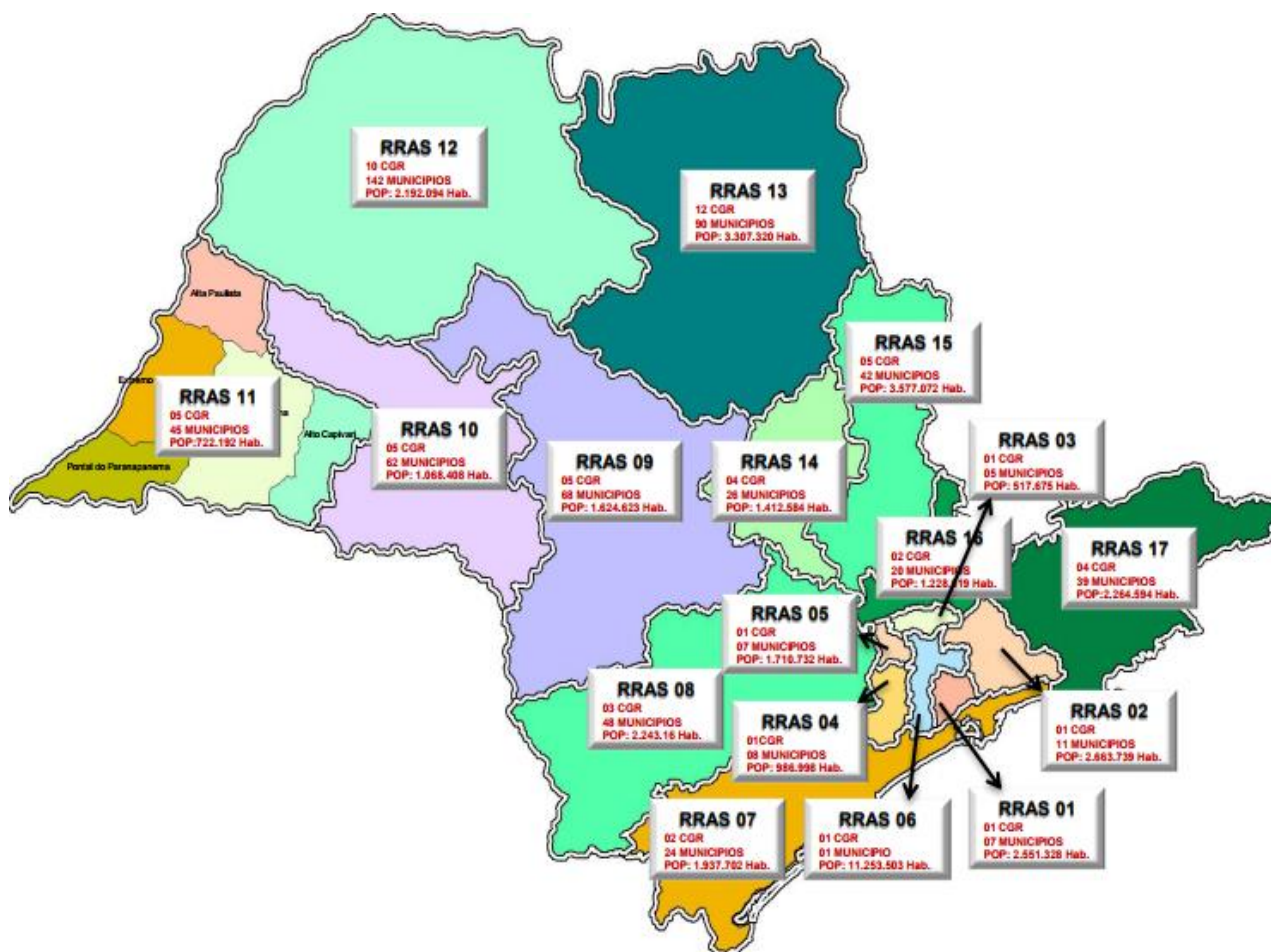 RRAS 12
10 CGR
142 MUNICIPIOS
POP: 2.192.094 Hab.
RRAS 13
12 CGR
90 MUNICIPIOS
POP: 3.307.320 Hab.
Alta Paulista
RRAS 15
05 CGR
42 MUNICIPIOS
POP: 3.577.072 Hab.
RRAS 11
05 CGR
45 MUNICIPIOS
POP:722.192 Hab.
Alto Capivari
Pontal do Paranapanema
RRAS 10
05 CGR
62 MUNICIPIOS
POP: 1.068.408 Hab.
RRAS 09
05 CGR
68 MUNICIPIOS
POP: 1.624.623 Hab.
RRAS 14
04 CGR
26 MUNICIPIOS
POP: 1.412.584 Hab.
RRAS 03
01 CGR
05 MUNICIPIOS
POP: 517.675 Hab.
RRAS 16
02 CGR
20 MUNICIPIOS
RRAS 17
04 CGR
39 MUNICIPIOS
POP:2.264.594 Hab.
RRAS 05
01 CGR
07 MUNICIPIOS
POP: 1.710.732 Hab.
RRAS 08
03 CGR
48 MUNICIPIOS
POP: 2.243.16 Hab.
RRAS 04
01CGR
08 MUNICIPIOS
POP: 986.998 Hab.
RRAS 02
01 CGR
11 MUNICIPIOS
POP: 2.663.739 Hab.
RRAS 07
02 CGR
24 MUNICIPIOS
POP: 1.937.702 Hab.
RRAS 06
01 CGR
01 MUNICIPIO
POP: 11.253.503 Hab.
RRAS 01
01 CGR
07 MUNICIPIOS
POP: 2.551.328 Hab.